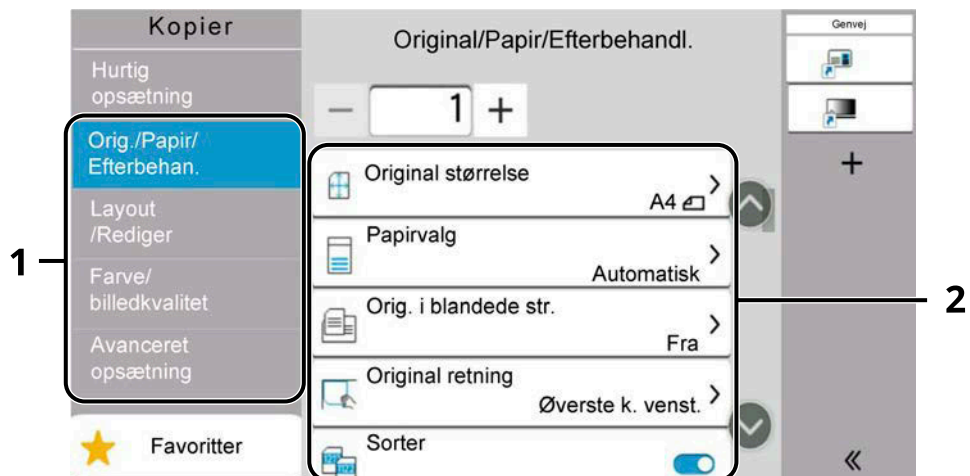 Kopier
Hurtig
opsætning
Orig./Papir/
Efterbehan.
Layout
/Rediger
Farve/
billedkvalitet
Avanceret
opsætning
Favoritter
1
Original/Papir/Efterbehandl.
− 1 +
Original størrelse
A4
Papirvalg
Automatisk
Orig. i blandede str.
Fra
Original retning
Øverste k. venst.
Sorter
2
Genvej
+
«